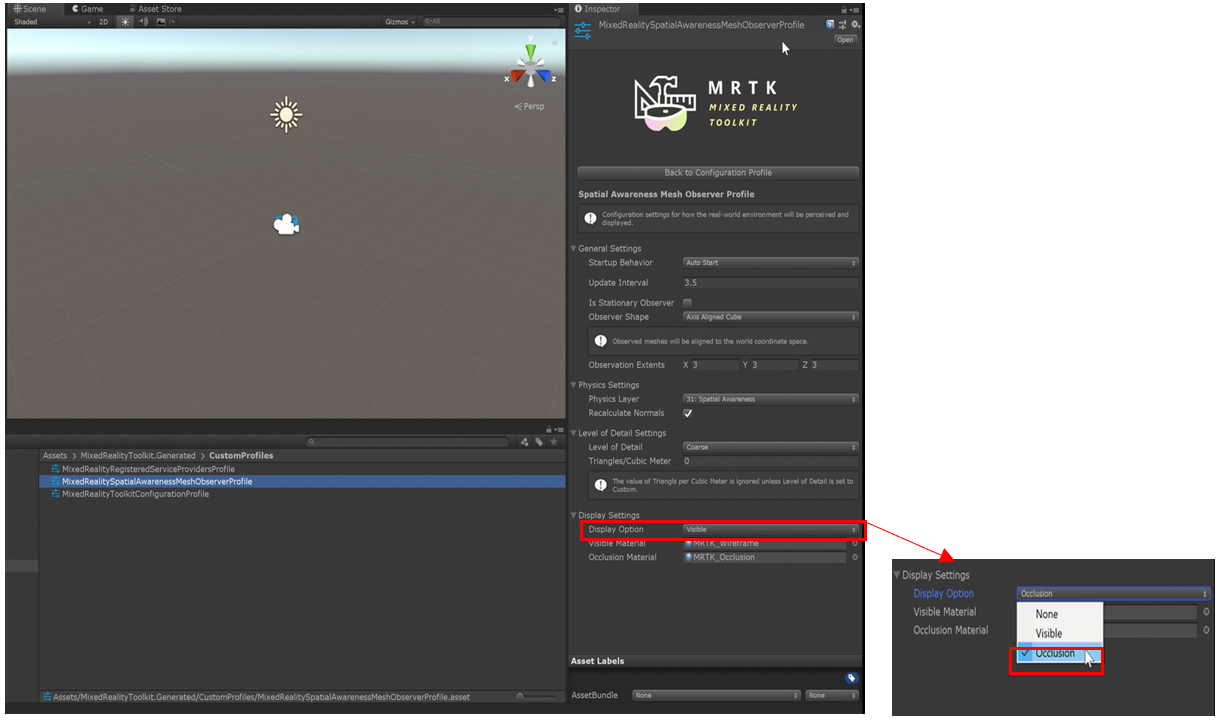 Scene Game Asset Store
Shaded 2D Gizmos All
y
x z
Persp
Assets > MixedRealityToolkit.Generated > CustomProfiles
MixedRealityRegisteredServiceProvidersProfile
MixedRealitySpatialAwarenessMeshObserverProfile
MixedRealityToolkitConfigurationProfile
Assets/MixedRealityToolkit.Generated/CustomProfiles/MixedRealitySpatialAwarenessMeshObserverProfile.asset
Inspector
MixedRealitySpatialAwarenessMeshObserverProfile
Open
MRTK
MIXED REALITY
TOOLKIT
Back to Configuration Profile
Spatial Awareness Mesh Observer Profile
Configuration settings for how the real-world environment will be perceived and
displayed.
General Settings
Startup Behavior Auto Start
Update Interval 3.5
Is Stationary Observer
Observer Shape Axis Aligned Cube
Observed meshes will be aligned to the world coordinate space.
Observation Extents X 3 Y 3 Z 3
Physics Settings
Physics Layer 31: Spatial Awareness
Recalculate Normals
Level of Detail Settings
Level of Detail Coarse
Triangles/Cubic Meter 0
The value of Triangls per Cubic Meter is ignored unless Level of Detail is set to
Custom.
Display Settings
Display Option Visible
Visible Material MRTK_Wireframe
Occlusion Material MRTK_Occlusion
Asset Labels
AssetBundle None None
Display Settings
Display Option Occlusion
Visible Material
Occlusion Material
None
Visible
Occlusion